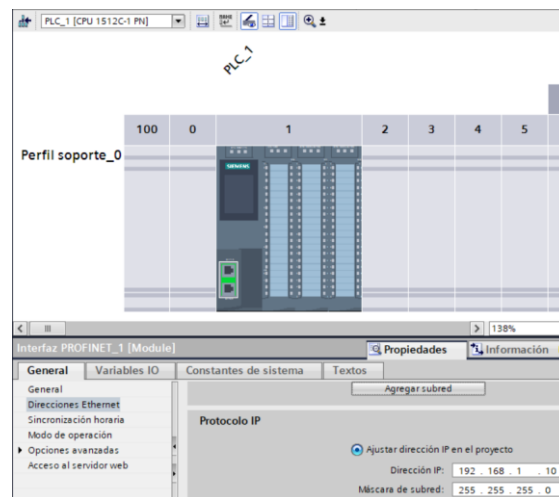 PLC_1 [CPU 1512C-1 PN]
PLC_1
100 0 1 2 3 4 5
Perfil soporte_0
SIEMENS
138%
Interfaz PROFINET_1 [Module]
Propiedades Información
General Variables IO Constantes de sistema Textos
General
Direcciones Ethernet
Sincronización horaria
Modo de operación
Opciones avanzadas
Acceso al servidor web
Agregar subred
Protocolo IP
Ajustar dirección IP en el proyecto
Dirección IP: 192 . 168 . 1 . 10
Máscara de subred: 255 . 255 . 255 . 0